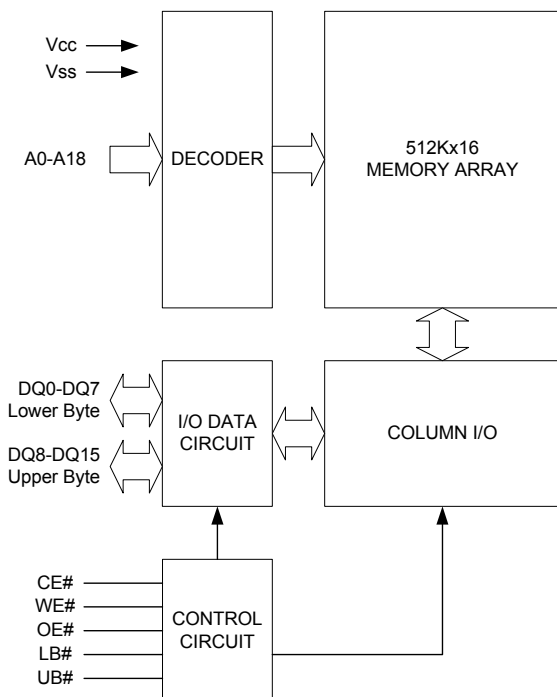 Vcc
Vss
A0-A18
DECODER
512Kx16
MEMORY ARRAY
DQ0-DQ7
Lower Byte
DQ8-DQ15
Upper Byte
I/O DATA
CIRCUIT
COLUMN I/O
CE#
WE#
OE#
LB#
UB#
CONTROL
CIRCUIT